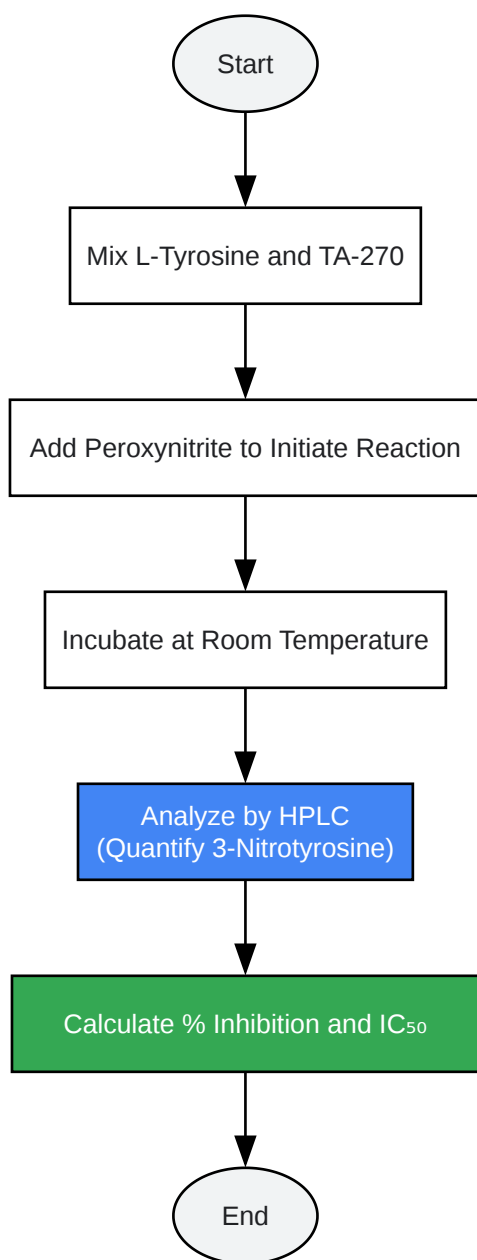 Start
Mix L-Tyrosine and TA-270
Add Peroxynitrite to Initiate Reaction
Incubate at Room Temperature
Analyze by HPLC
(Quantify 3-Nitrotyrosine)
Calculate % Inhibition and IC₅₀
End